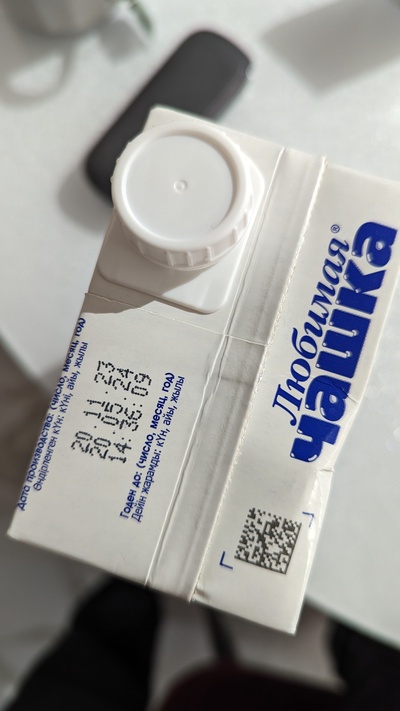 Дата производства: (число, месяц, год)
Өндірілген күн: күні, айы, жылы
20 11 23
20 05 24
14:36:09
Годен до: (число, месяц, год)
Дейін жарамды: күн, айы, жылы
Любимая®
чашка